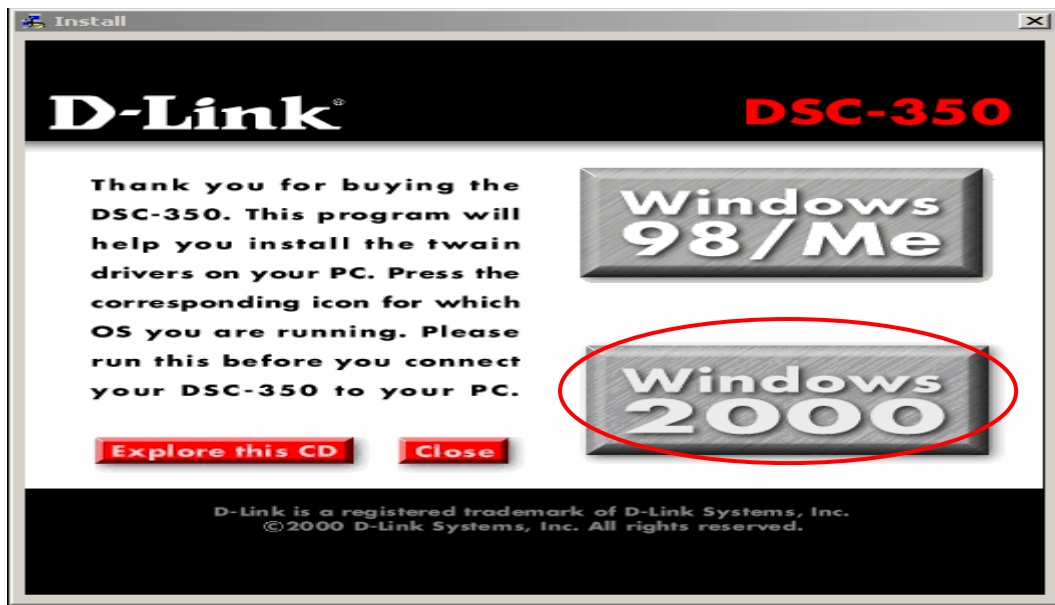 Install
D-Link®
DSC-350
Thank you for buying the
DSC-350. This program will
help you install the twain
drivers on your PC. Press the
corresponding icon for which
OS you are running. Please
run this before you connect
your DSC-350 to your PC.
Windows
98/Me
Windows
2000
Explore this CD
Close
D-Link is a registered trademark of D-Link Systems, Inc.
©2000 D-Link Systems, Inc. All rights reserved.